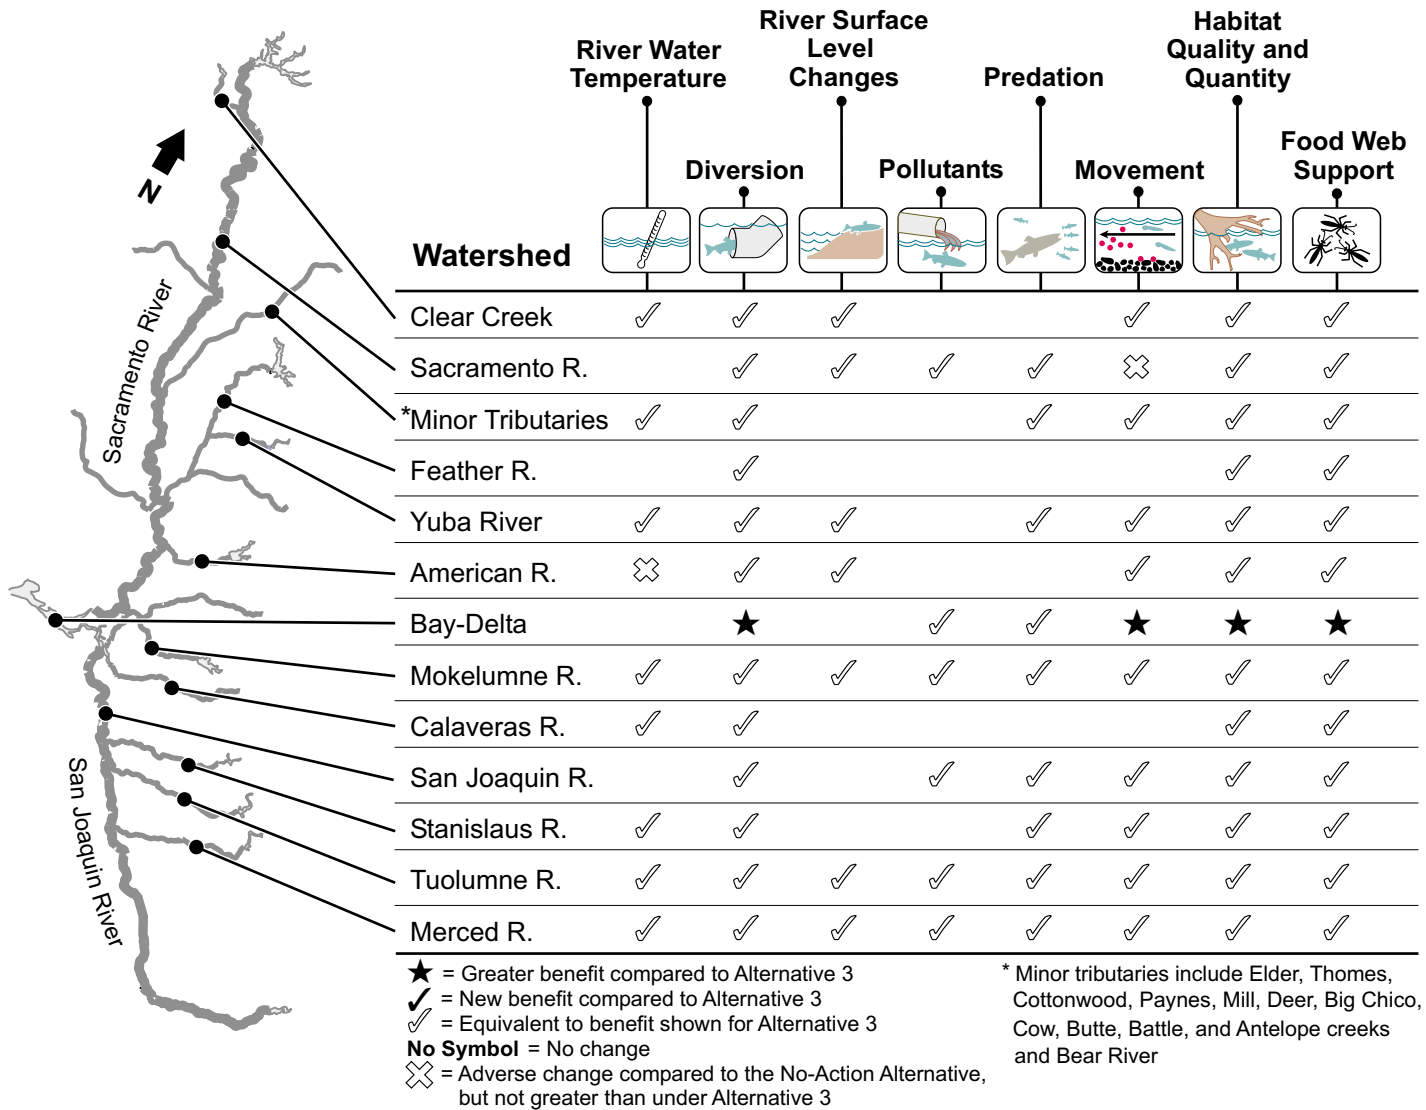 River Water
Temperature
Diversion
River Surface
Level
Changes
Pollutants
Predation
Movement
Habitat
Quality and
Quantity
Food Web
Support
N
Sacramento River
San Joaquin River
Watershed
Clear Creek
Sacramento R.
*Minor Tributaries
Feather R.
Yuba River
American R.
Bay-Delta
Mokelumne R.
Calaveras R.
San Joaquin R.
Stanislaus R.
Tuolumne R.
Merced R.
★ = Greater benefit compared to Alternative 3
✓ = New benefit compared to Alternative 3
✓ = Equivalent to benefit shown for Alternative 3
No Symbol = No change
✖ = Adverse change compared to the No-Action Alternative,
but not greater than under Alternative 3
* Minor tributaries include Elder, Thomes,
Cottonwood, Paynes, Mill, Deer, Big Chico,
Cow, Butte, Battle, and Antelope creeks
and Bear River